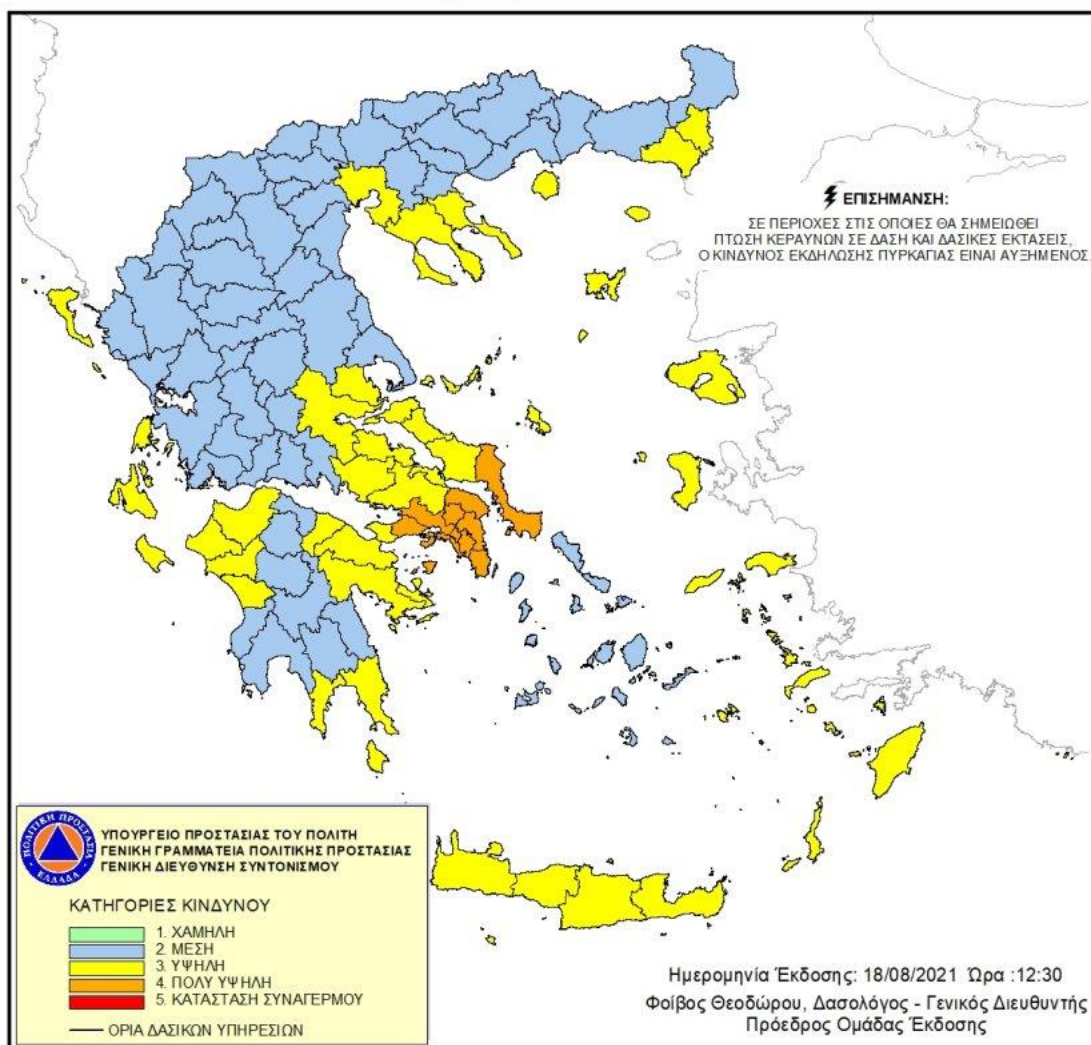 ΕΠΙΣΗΜΑΝΣΗ:
ΣΕ ΠΕΡΙΟΧΕΣ ΣΤΙΣ ΟΠΟΙΕΣ ΘΑ ΣΗΜΕΙΩΘΕΙ
ΠΤΩΣΗ ΚΕΡΑΥΝΩΝ ΣΕ ΔΑΣΗ ΚΑΙ ΔΑΣΙΚΕΣ ΕΚΤΑΣΕΙΣ,
Ο ΚΙΝΔΥΝΟΣ ΕΚΔΗΛΩΣΗΣ ΠΥΡΚΑΓΙΑΣ ΕΙΝΑΙ ΑΥΞΗΜΕΝΟΣ.
ΠΟΛΙΤΙΚΗ ΠΡΟΣΤΑΣΙΑ
ΕΛΛΑΔΑ
ΥΠΟΥΡΓΕΙΟ ΠΡΟΣΤΑΣΙΑΣ ΤΟΥ ΠΟΛΙΤΗ
ΓΕΝΙΚΗ ΓΡΑΜΜΑΤΕΙΑ ΠΟΛΙΤΙΚΗΣ ΠΡΟΣΤΑΣΙΑΣ
ΓΕΝΙΚΗ ΔΙΕΥΘΥΝΣΗ ΣΥΝΤΟΝΙΣΜΟΥ
ΚΑΤΗΓΟΡΙΕΣ ΚΙΝΔΥΝΟΥ
1. ΧΑΜΗΛΗ
2. ΜΕΣΗ
3. ΥΨΗΛΗ
4. ΠΟΛΥ ΥΨΗΛΗ
5. ΚΑΤΑΣΤΑΣΗ ΣΥΝΑΓΕΡΜΟΥ
ΟΡΙΑ ΔΑΣΙΚΩΝ ΥΠΗΡΕΣΙΩΝ
Ημερομηνία Έκδοσης: 18/08/2021 Ώρα :12:30
Φοίβος Θεοδώρου, Δασολόγος - Γενικός Διευθυντής
Πρόεδρος Ομάδας Έκδοσης